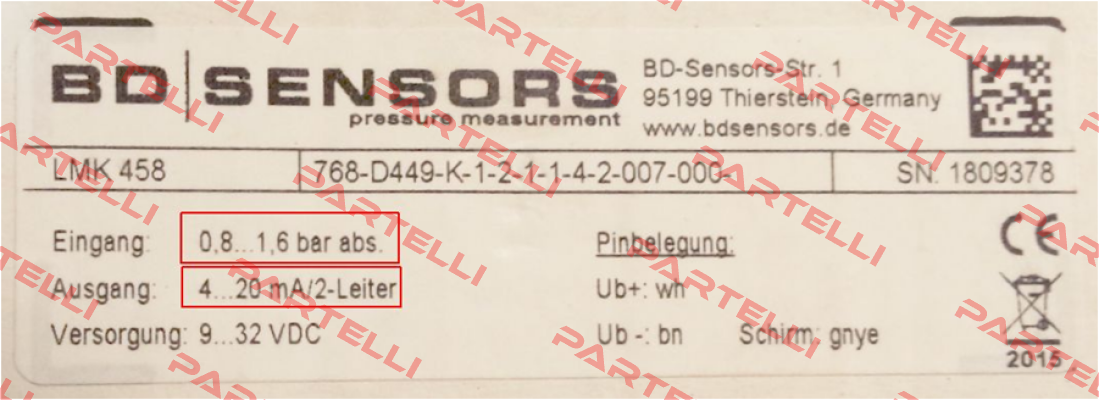 BD|SENSORS
pressure measurement
BD-Sensors-Str. 1
95199 Thierstein, Germany
www.bdsensors.de
LMK 458 768-D449-K-1-2-1-1-4-2-007-000- SN: 1809378
Eingang: 0,8...1,6 bar abs. Pinbelegung:
Ausgang: 4...20 mA/2-Leiter Ub+: wh
Versorgung: 9...32 VDC Ub -: bn Schirm: gnye
CE
2015
PARTELLI